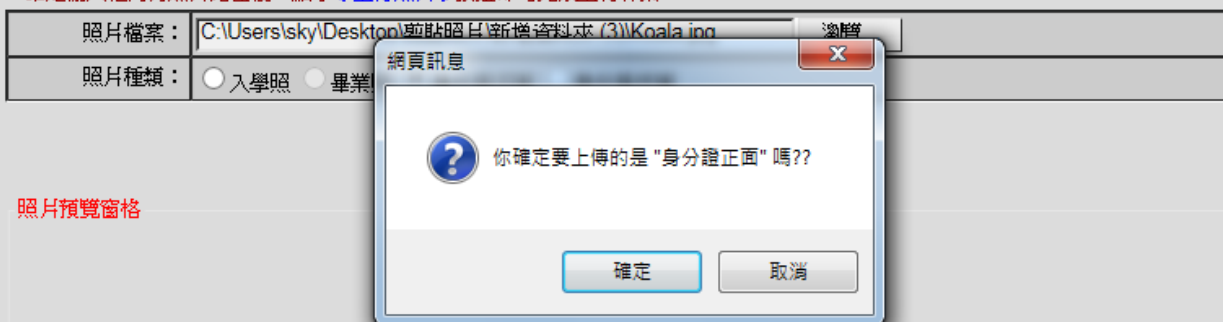 照片檔案：
C:\Users\sky\Desktop\剪貼照片\新增資料夾 (3)\Koala.jpg
瀏覽
照片種類：
入學照
網頁訊息
你確定要上傳的是 "身分證正面" 嗎??
確定
取消
照片預覽窗格